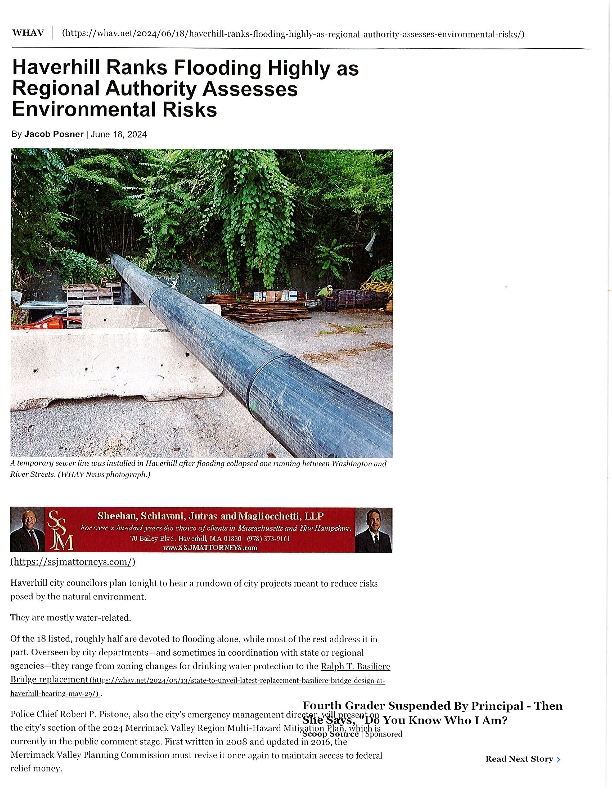 WHAV | (https://whav.net/2024/06/18/haverhill-ranks-flooding-highly-as-regional-authority-assesses-environmental-risks/)
Haverhill Ranks Flooding Highly as
Regional Authority Assesses
Environmental Risks
By Jacob Posner | June 18, 2024
A temporary sewer line was installed in Haverhill after flooding collapsed one running between Washington and
River Streets. (WHAV News photograph.)
SSJM
Sheehan, Schiavoni, Jutras and Magliocchetti, LLP
For over a hundred years the choice of clients in Massachusetts and New Hampshire.
70 Bailey Blvd., Haverhill, MA 01830 (978) 373-9161
www.SSJMATTORNEYS.com
(https://ssjmattorneys.com/)
Haverhill city councilors plan tonight to hear a rundown of city projects meant to reduce risks
posed by the natural environment.
They are mostly water-related.
Of the 18 listed, roughly half are devoted to flooding alone, while most of the rest address it in
part. Overseen by city departments—and sometimes in coordination with state or regional
agencies—they range from zoning changes for drinking water protection to the Ralph T. Basiliere
Bridge replacement (https://whav.net/2024/05/13/state-to-unveil-latest-replacement-basiliere-bridge-design-at-
haverhill-hearing-may-29/) .
Police Chief Robert P. Pistone, also the city's emergency management director, will present on
the city's section of the 2024 Merrimack Valley Region Multi-Hazard Mitigation Plan, which is
currently in the public comment stage. First written in 2008 and updated in 2016, the
Merrimack Valley Planning Commission must revise it once again to maintain access to federal
relief money.
Fourth Grader Suspended By Principal - Then
She Says, "Do You Know Who I Am?
Scoop Source | Sponsored
Read Next Story >